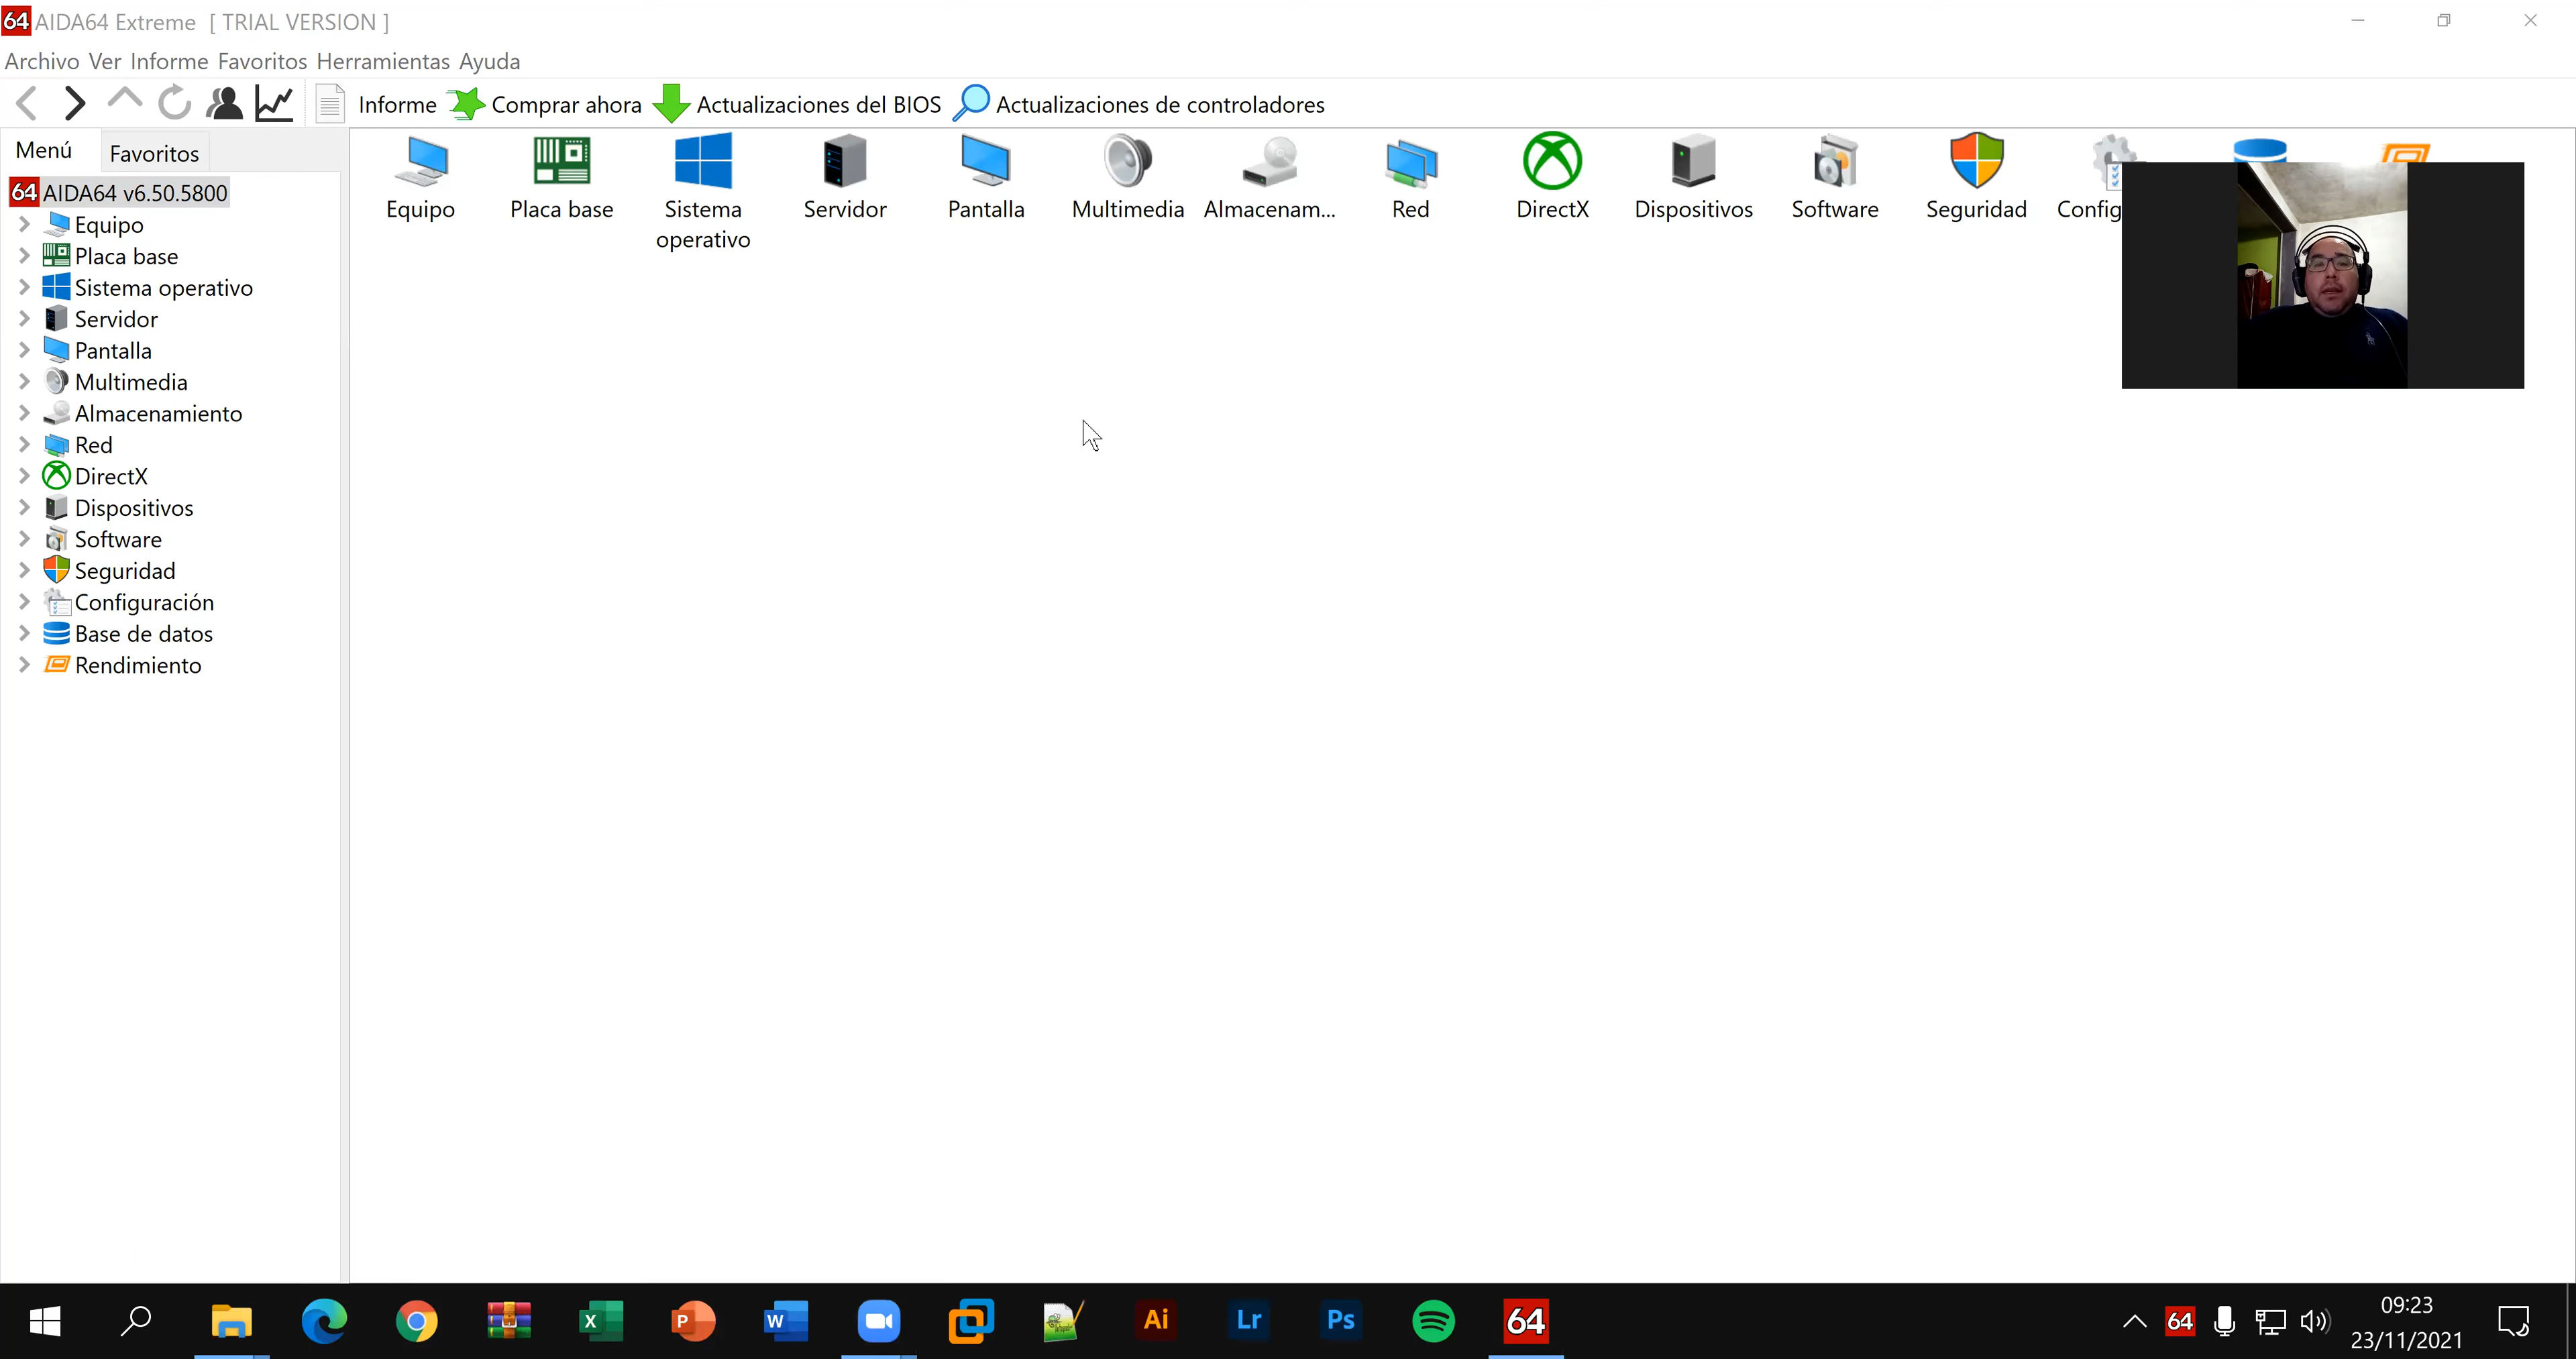 64 AIDA64 Extreme [ TRIAL VERSION ]
Archivo Ver Informe Favoritos Herramientas Ayuda
Informe Comprar ahora Actualizaciones del BIOS Actualizaciones de controladores
Menú Favoritos
64 AIDA64 v6.50.5800
Equipo
Placa base
Sistema operativo
Servidor
Pantalla
Multimedia
Almacenamiento
Red
DirectX
Dispositivos
Software
Seguridad
Configuración
Base de datos
Rendimiento
Equipo Placa base Sistema operativo Servidor Pantalla Multimedia Almacenam... Red DirectX Dispositivos Software Seguridad Config
X P W Ai Lr Ps 64 64
09:23
23/11/2021